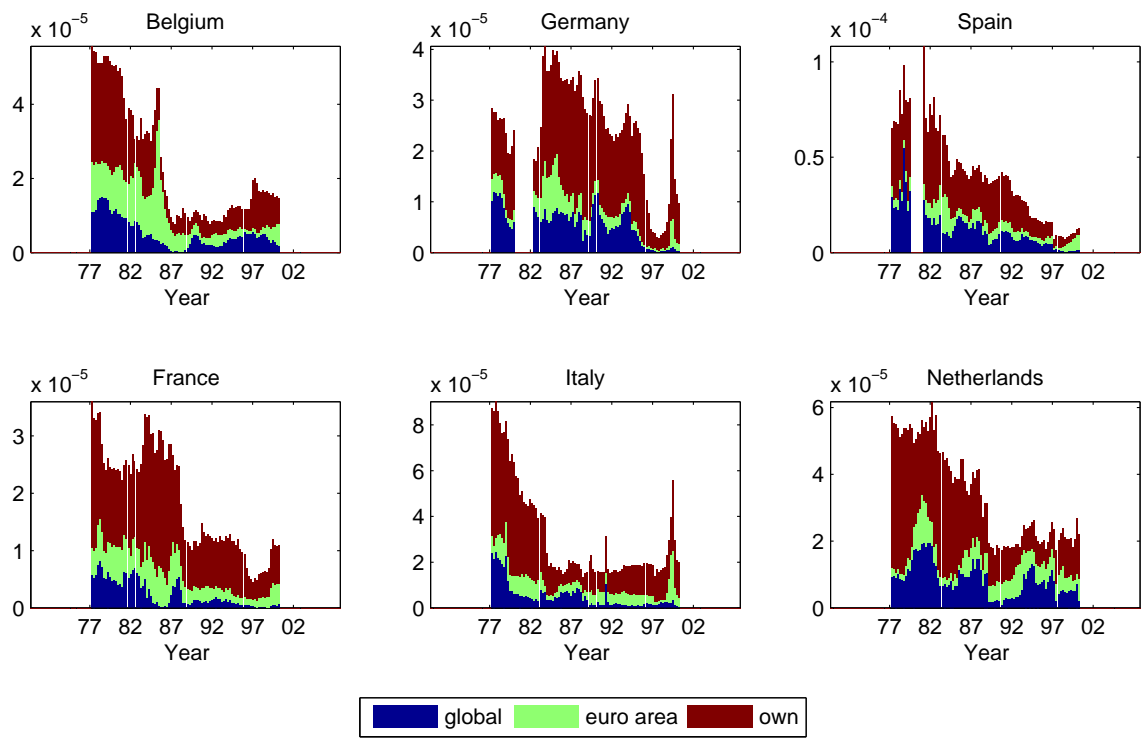 Belgium
x 10⁻⁵
4
2
0
77 82 87 92 97 02
Year
Germany
x 10⁻⁵
4
3
2
1
0
77 82 87 92 97 02
Year
Spain
x 10⁻⁴
1
0.5
0
77 82 87 92 97 02
Year
France
x 10⁻⁵
3
2
1
0
77 82 87 92 97 02
Year
Italy
x 10⁻⁵
8
6
4
2
0
77 82 87 92 97 02
Year
Netherlands
x 10⁻⁵
6
5
2
0
77 82 87 92 97 02
Year
global euro area own